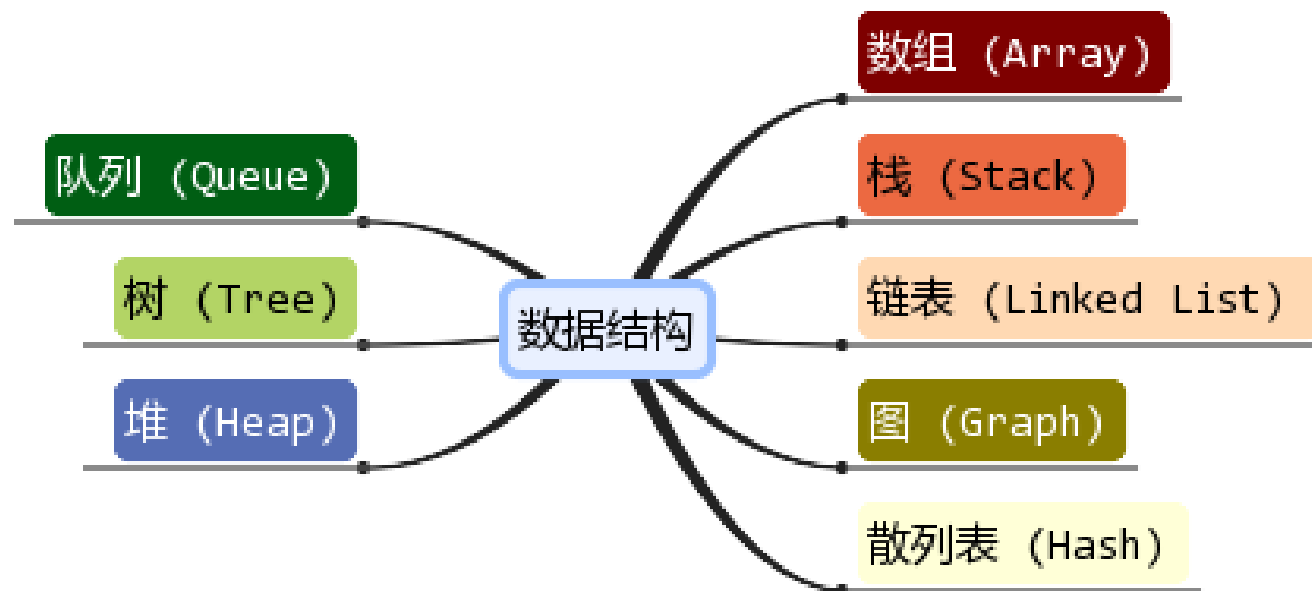 数组 (Array)
队列 (Queue)
栈 (Stack)
树 (Tree)
链表 (Linked List)
数据结构
堆 (Heap)
图 (Graph)
散列表 (Hash)